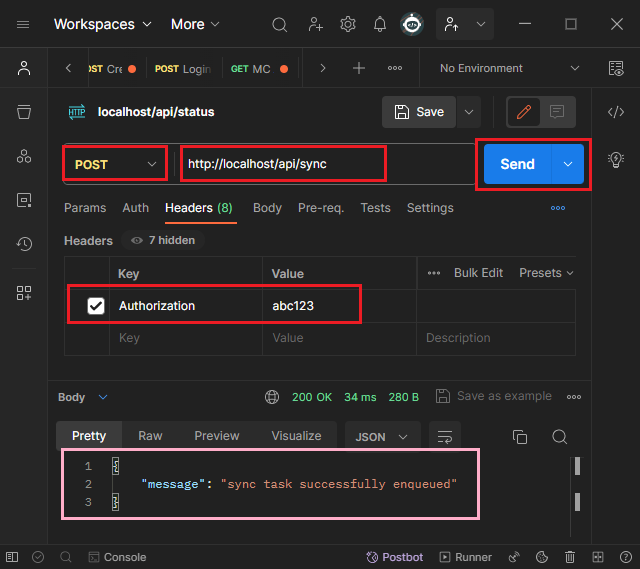 Workspaces More
OST Cre POST Login GET MC No Environment
HTTP localhost/api/status Save
POST http://localhost/api/sync Send
Params Auth Headers (8) Body Pre-req. Tests Settings
Headers 7 hidden
Key Value Bulk Edit Presets
Authorization abc123
Key Value Description
Body 200 OK 34 ms 280 B Save as example
Pretty Raw Preview Visualize JSON
1 {
2 "message": "sync task successfully enqueued"
3 }
Console Postbot Runner